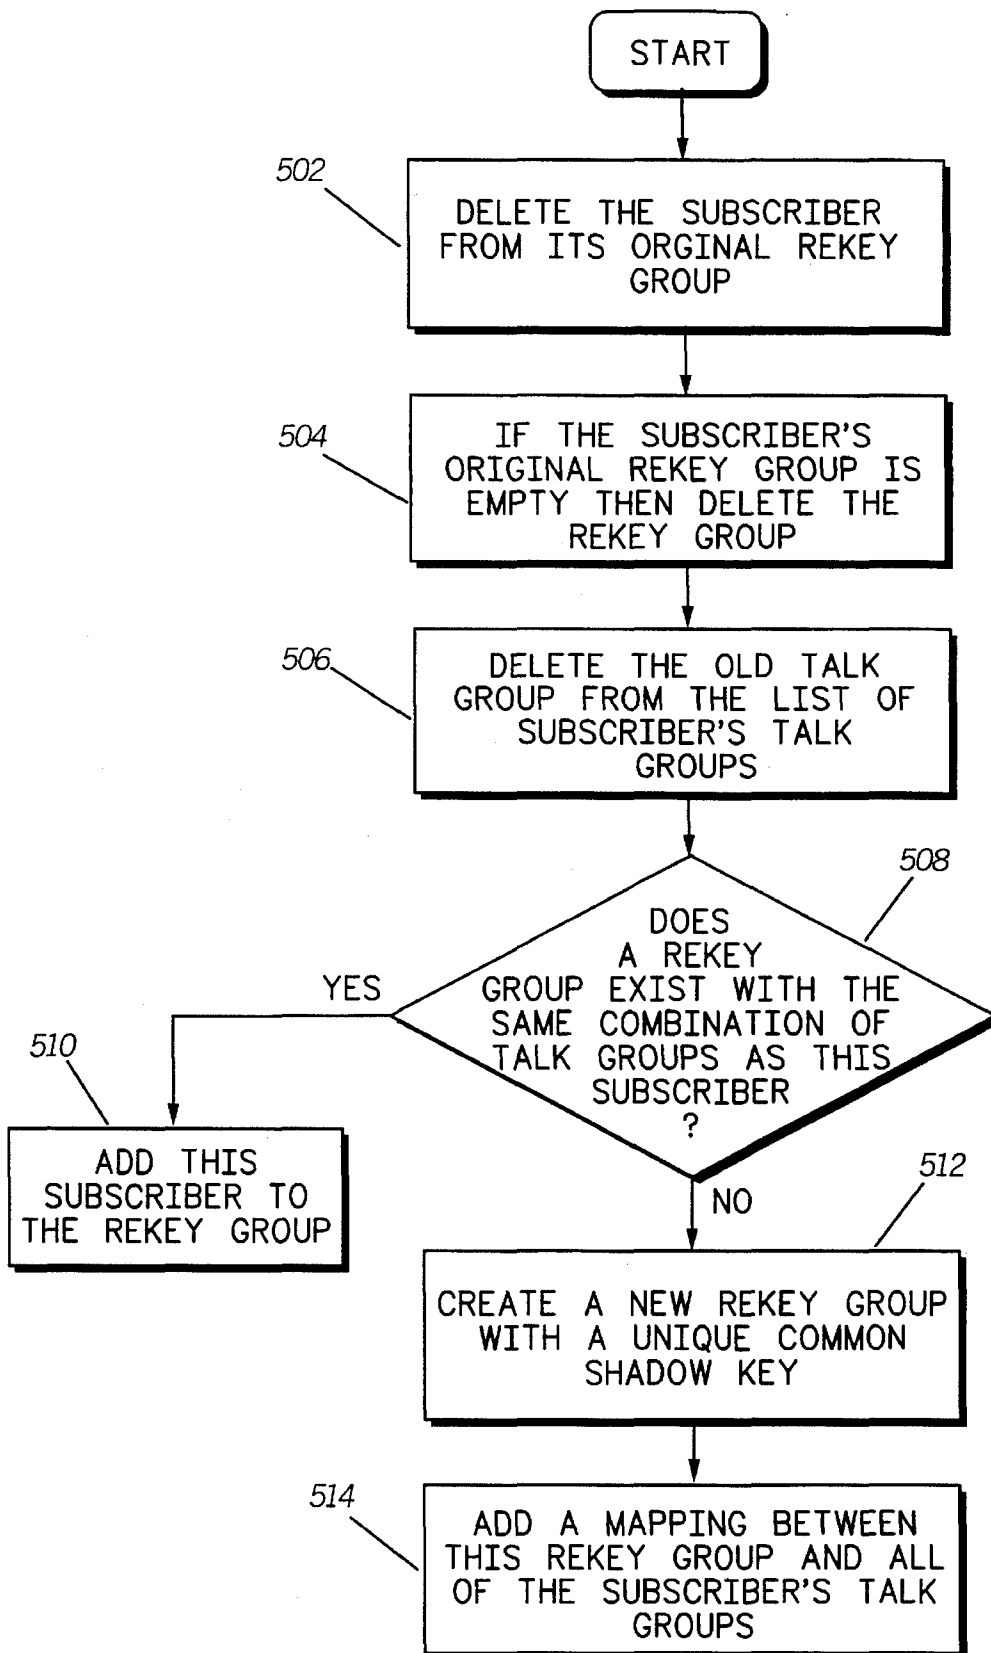 START
502
DELETE THE SUBSCRIBER
FROM ITS ORGINAL REKEY
GROUP
504
IF THE SUBSCRIBER'S
ORIGINAL REKEY GROUP IS
EMPTY THEN DELETE THE
REKEY GROUP
506
DELETE THE OLD TALK
GROUP FROM THE LIST OF
SUBSCRIBER'S TALK
GROUPS
508
DOES
A REKEY
GROUP EXIST WITH THE
SAME COMBINATION OF
TALK GROUPS AS THIS
SUBSCRIBER
?
YES
510
ADD THIS
SUBSCRIBER TO
THE REKEY GROUP
NO
512
CREATE A NEW REKEY GROUP
WITH A UNIQUE COMMON
SHADOW KEY
514
ADD A MAPPING BETWEEN
THIS REKEY GROUP AND ALL
OF THE SUBSCRIBER'S TALK
GROUPS